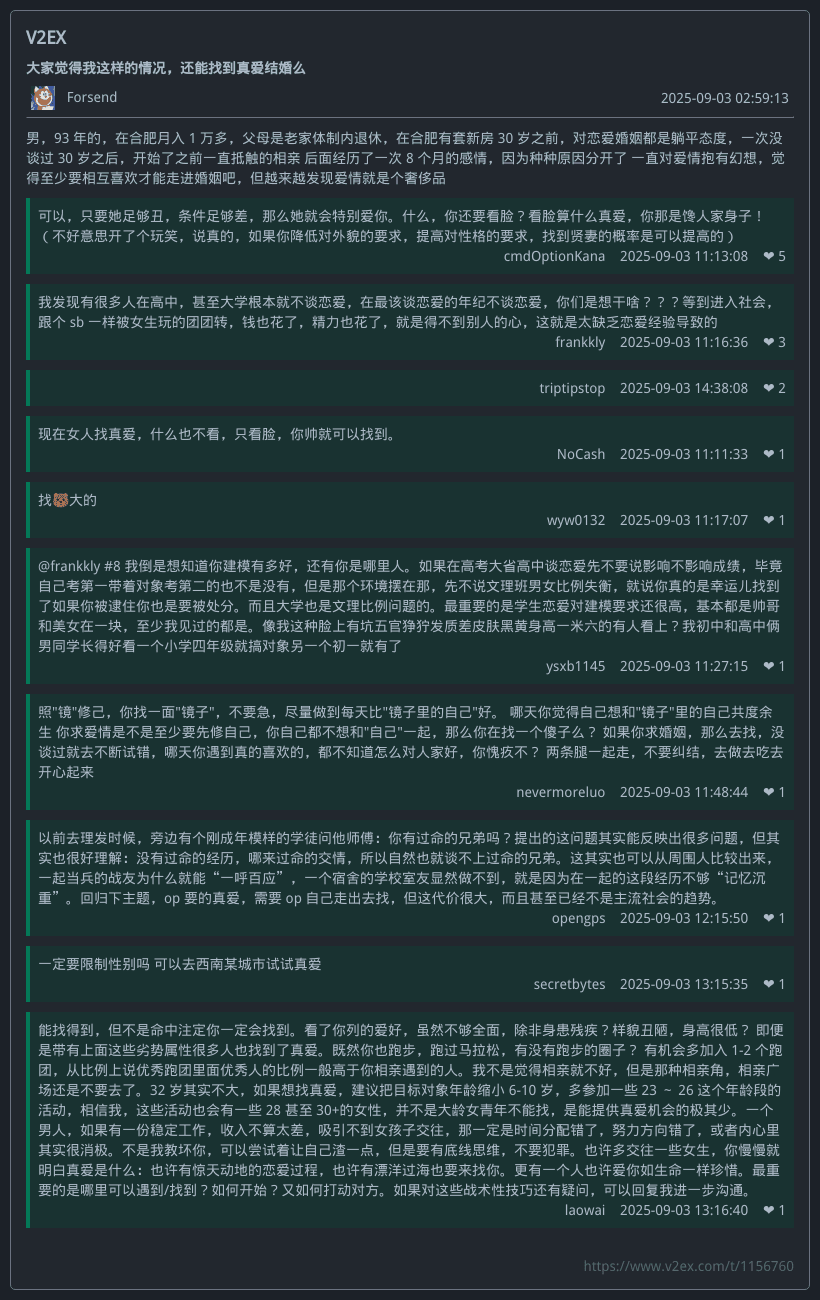 V2EX
大家觉得我这样的情况，还能找到真爱结婚么
Forsend 2025-09-03 02:59:13
男，93 年的，在合肥月入 1 万多，父母是老家体制内退休，在合肥有套新房 30 岁之前，对恋爱婚姻都是躺平态度，一次没
谈过 30 岁之后，开始了之前一直抵触的相亲 后面经历了一次 8 个月的感情，因为种种原因分开了 一直对爱情抱有幻想，觉
得至少要相互喜欢才能走进婚姻吧，但越来越发现爱情就是个奢侈品
可以，只要她足够丑，条件足够差，那么她就会特别爱你。什么，你还要看脸？看脸算什么真爱，你那是馋人家身子！
（不好意思开了个玩笑，说真的，如果你降低对外貌的要求，提高对性格的要求，找到贤妻的概率是可以提高的）
cmdOptionKana 2025-09-03 11:13:08 ❤ 5
我发现有很多人在高中，甚至大学根本就不谈恋爱，在最该谈恋爱的年纪不谈恋爱，你们是想干啥？？？等到进入社会，
跟个 sb 一样被女生玩的团团转，钱也花了，精力也花了，就是得不到别人的心，这就是太缺乏恋爱经验导致的
frankkly 2025-09-03 11:16:36 ❤ 3
triptipstop 2025-09-03 14:38:08 ❤ 2
现在女人找真爱，什么也不看，只看脸，你帅就可以找到。
NoCash 2025-09-03 11:11:33 ❤ 1
找🐻大的
wyw0132 2025-09-03 11:17:07 ❤ 1
@frankkly #8 我倒是想知道你建模有多好，还有你是哪里人。如果在高考大省高中谈恋爱先不要说影响不影响成绩，毕竟
自己考第一带着对象考第二的也不是没有，但是那个环境摆在那，先不说文理班男女比例失衡，就说你真的是幸运儿找到
了如果你被逮住你也是要被处分。而且大学也是文理比例问题的。最重要的是学生恋爱对建模要求还很高，基本都是帅哥
和美女在一块，至少我见过的都是。像我这种脸上有坑五官狰狞发质差皮肤黑黄身高一米六的有人看上？我初中和高中俩
男同学长得好看一个小学四年级就搞对象另一个初一就有了
ysxb1145 2025-09-03 11:27:15 ❤ 1
照"镜"修己，你找一面"镜子"，不要急，尽量做到每天比"镜子里的自己"好。 哪天你觉得自己想和"镜子"里的自己共度余
生 你求爱情是不是至少要先修自己，你自己都不想和"自己"一起，那么你在找一个傻子么？ 如果你求婚姻，那么去找，没
谈过就去不断试错，哪天你遇到真的喜欢的，都不知道怎么对人家好，你愧疚不？ 两条腿一起走，不要纠结，去做去吃去
开心起来
nevermoreluo 2025-09-03 11:48:44 ❤ 1
以前去理发时候，旁边有个刚成年模样的学徒问他师傅：你有过命的兄弟吗？提出的这问题其实能反映出很多问题，但其
实也很好理解：没有过命的经历，哪来过命的交情，所以自然也就谈不上过命的兄弟。这其实也可以从周围人比较出来，
一起当兵的战友为什么就能“一呼百应”，一个宿舍的学校室友显然做不到，就是因为在一起的这段经历不够“记忆沉
重”。回归下主题，op 要的真爱，需要 op 自己走出去找，但这代价很大，而且甚至已经不是主流社会的趋势。
opengps 2025-09-03 12:15:50 ❤ 1
一定要限制性别吗 可以去西南某城市试试真爱
secretbytes 2025-09-03 13:15:35 ❤ 1
能找得到，但不是命中注定你一定会找到。看了你列的爱好，虽然不够全面，除非身患残疾？样貌丑陋，身高很低？ 即便
是带有上面这些劣势属性很多人也找到了真爱。既然你也跑步，跑过马拉松，有没有跑步的圈子？ 有机会多加入 1-2 个跑
团，从比例上说优秀跑团里面优秀人的比例一般高于你相亲遇到的人。我不是觉得相亲就不好，但是那种相亲角，相亲广
场还是不要去了。32 岁其实不大，如果想找真爱，建议把目标对象年龄缩小 6-10 岁，多参加一些 23 ～ 26 这个年龄段的
活动，相信我，这些活动也会有一些 28 甚至 30+的女性，并不是大龄女青年不能找，是能提供真爱机会的极其少。一个
男人，如果有一份稳定工作，收入不算太差，吸引不到女孩子交往，那一定是时间分配错了，努力方向错了，或者内心里
其实很消极。不是我教坏你，可以尝试着让自己渣一点，但是要有底线思维，不要犯罪。也许多交往一些女生，你慢慢就
明白真爱是什么：也许有惊天动地的恋爱过程，也许有漂洋过海也要来找你。更有一个人也许爱你如生命一样珍惜。最重
要的是哪里可以遇到/找到？如何开始？又如何打动对方。如果对这些战术性技巧还有疑问，可以回复我进一步沟通。
laowai 2025-09-03 13:16:40 ❤ 1
https://www.v2ex.com/t/1156760